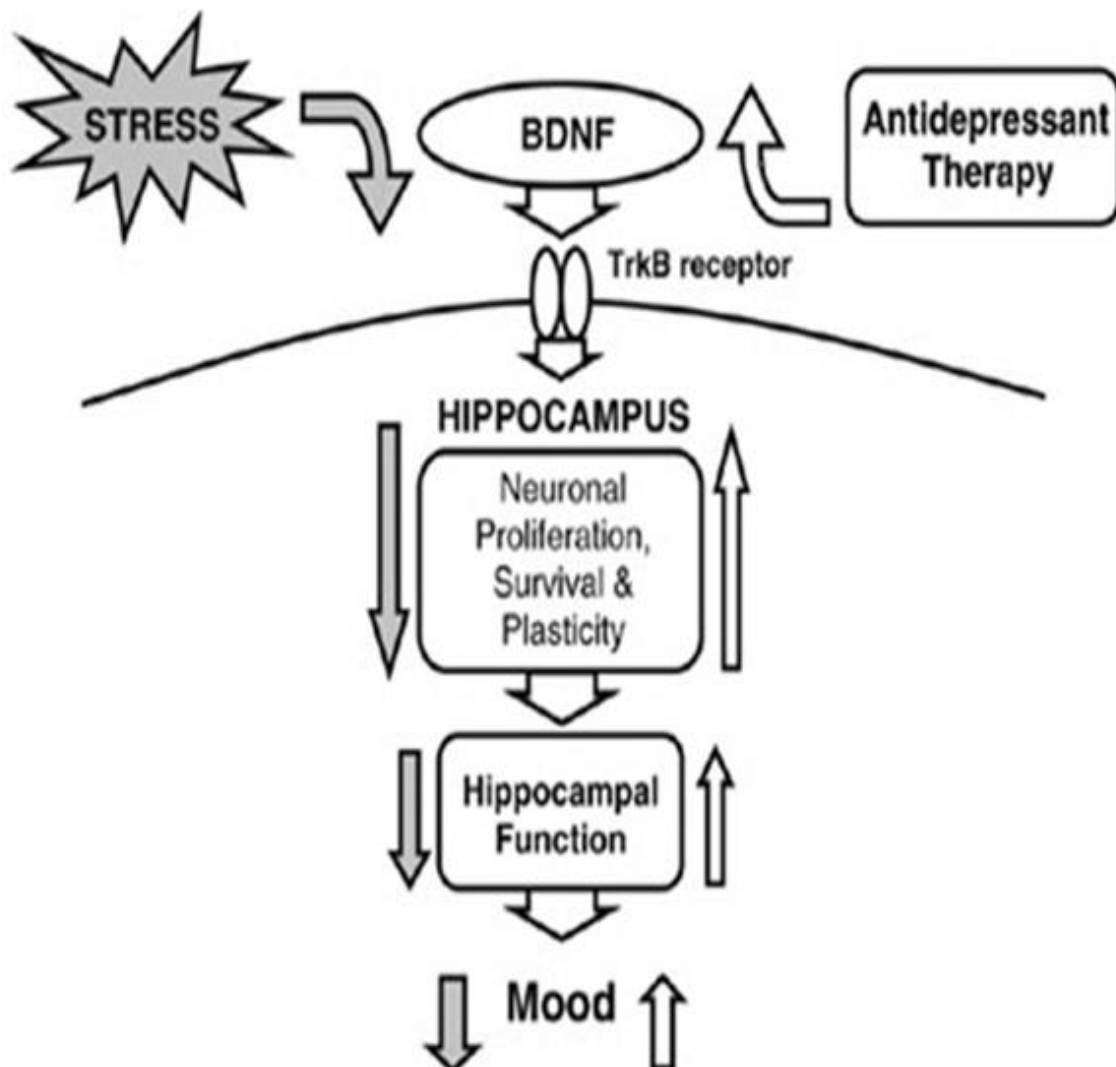 STRESS
BDNF
Antidepressant
Therapy
TrkB receptor
HIPPOCAMPUS
Neuronal
Proliferation,
Survival &
Plasticity
Hippocampal
Function
Mood